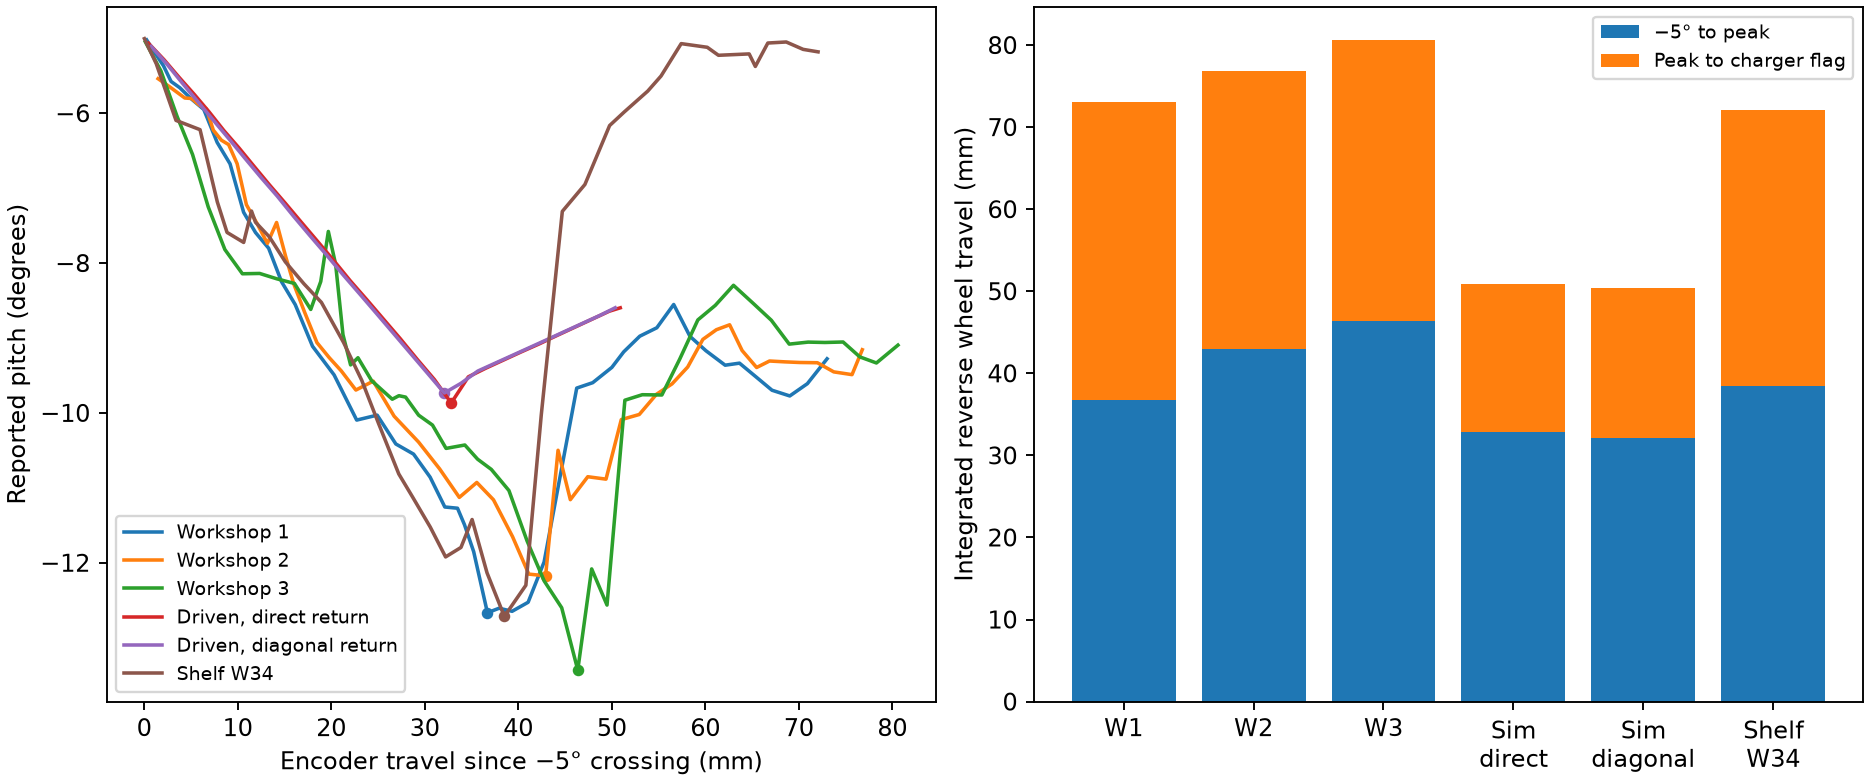 Reported pitch (degrees)
−6
−8
−10
−12
Workshop 1
Workshop 2
Workshop 3
Driven, direct return
Driven, diagonal return
Shelf W34
0 10 20 30 40 50 60 70 80
Encoder travel since −5° crossing (mm)
Integrated reverse wheel travel (mm)
80
70
60
50
40
30
20
10
0
−5° to peak
Peak to charger flag
W1 W2 W3 Sim Sim Shelf
direct diagonal W34